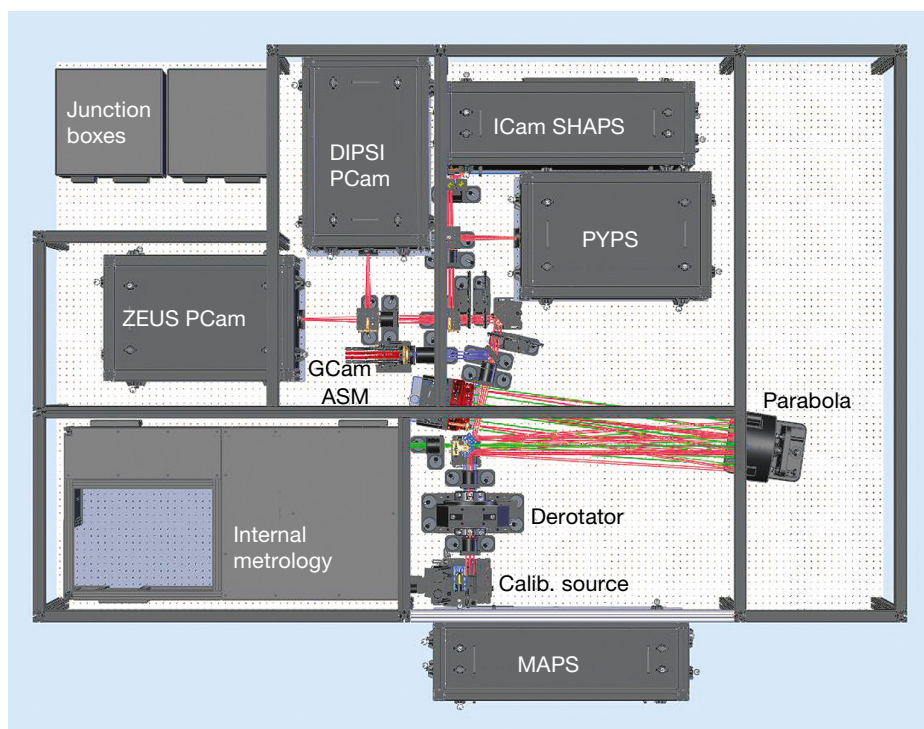 Junction
boxes
DIPSI
PCam
ICam SHAPS
PYPS
ZEUS PCam
GCam
ASM
Parabola
Derotator
Internal
metrology
Calib. source
MAPS